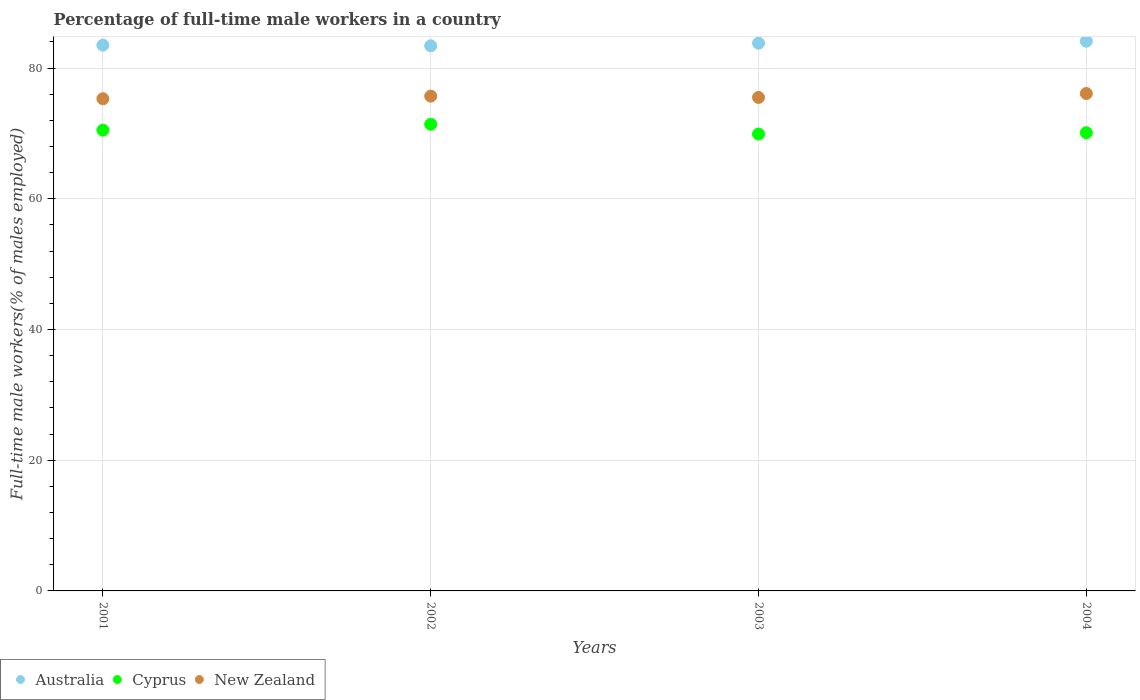 Percentage of full-time male workers in a country
Full-time male workers(% of males employed)
80
60
40
20
0
2001
2002
2003
2004
Years
Australia
Cyprus
New Zealand